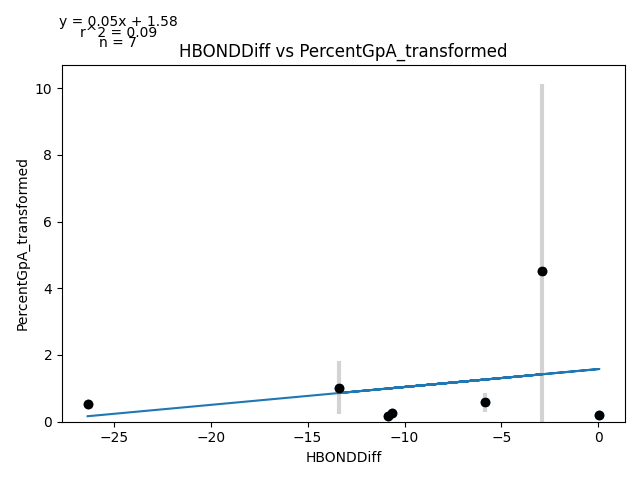 y = 0.05x + 1.58
r^2 = 0.09
n = 7
HBONDDiff vs PercentGpA_transformed
PercentGpA_transformed
10
8
6
4
2
0
−25
−20
−15
−10
−5
0
HBONDDiff